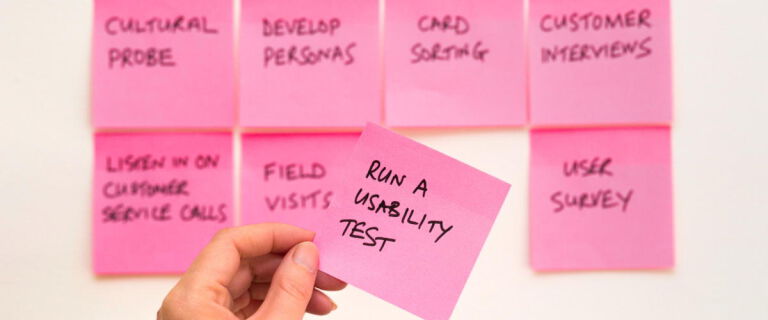 CULTURAL
PROBE
DEVELOP
PERSONAS
CARD
SORTING
CUSTOMER
INTERVIEWS
LISTEN IN ON
CUSTOMER
SERVICE CALLS
FIELD
VISITS
RUN A
USABILITY
TEST
USER
SURVEY